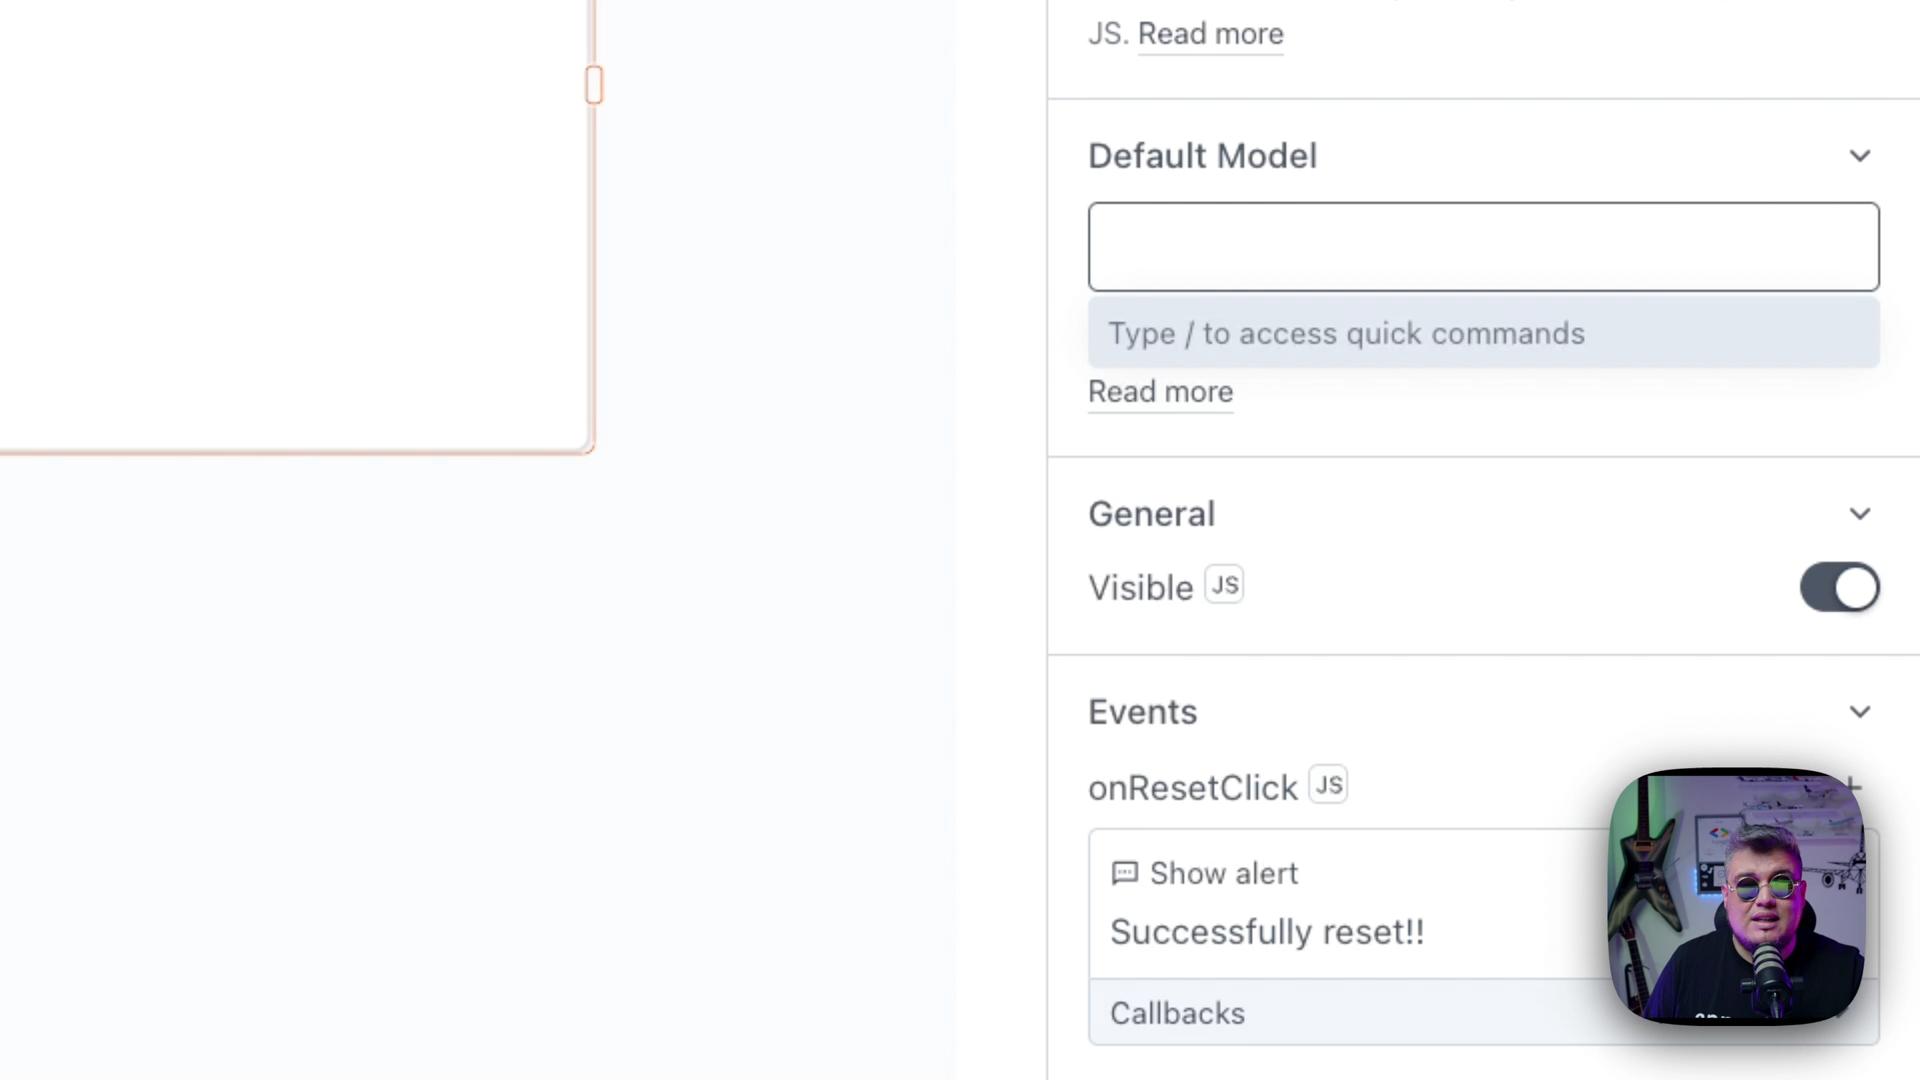 JS. Read more
Default Model
Type / to access quick commands
Read more
General
Visible JS
Events
onResetClick JS
Show alert
Successfully reset!!
Callbacks